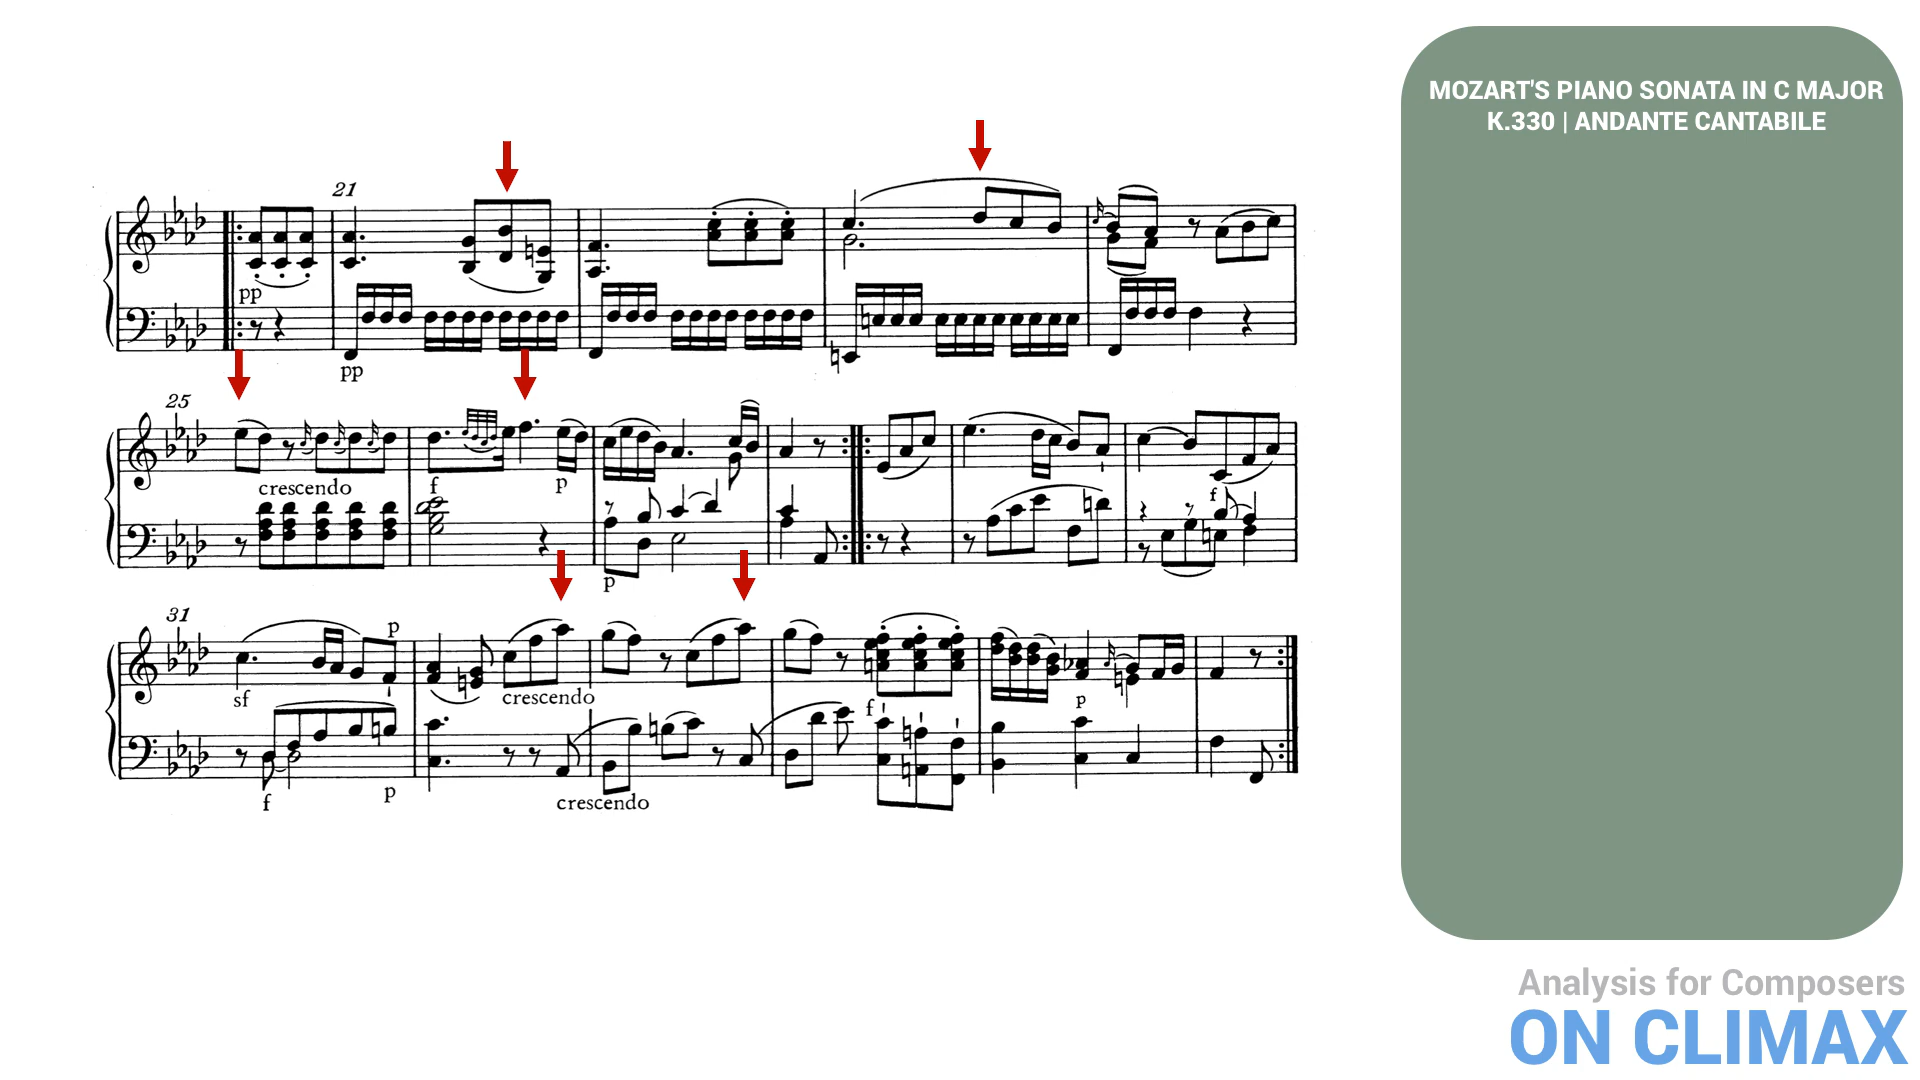 MOZART'S PIANO SONATA IN C MAJOR
K.330 | ANDANTE CANTABILE
21
pp
pp
25
crescendo
f
p
f
p
31
p
sf
crescendo
f
p
f
p
crescendo
Analysis for Composers
ON CLIMAX